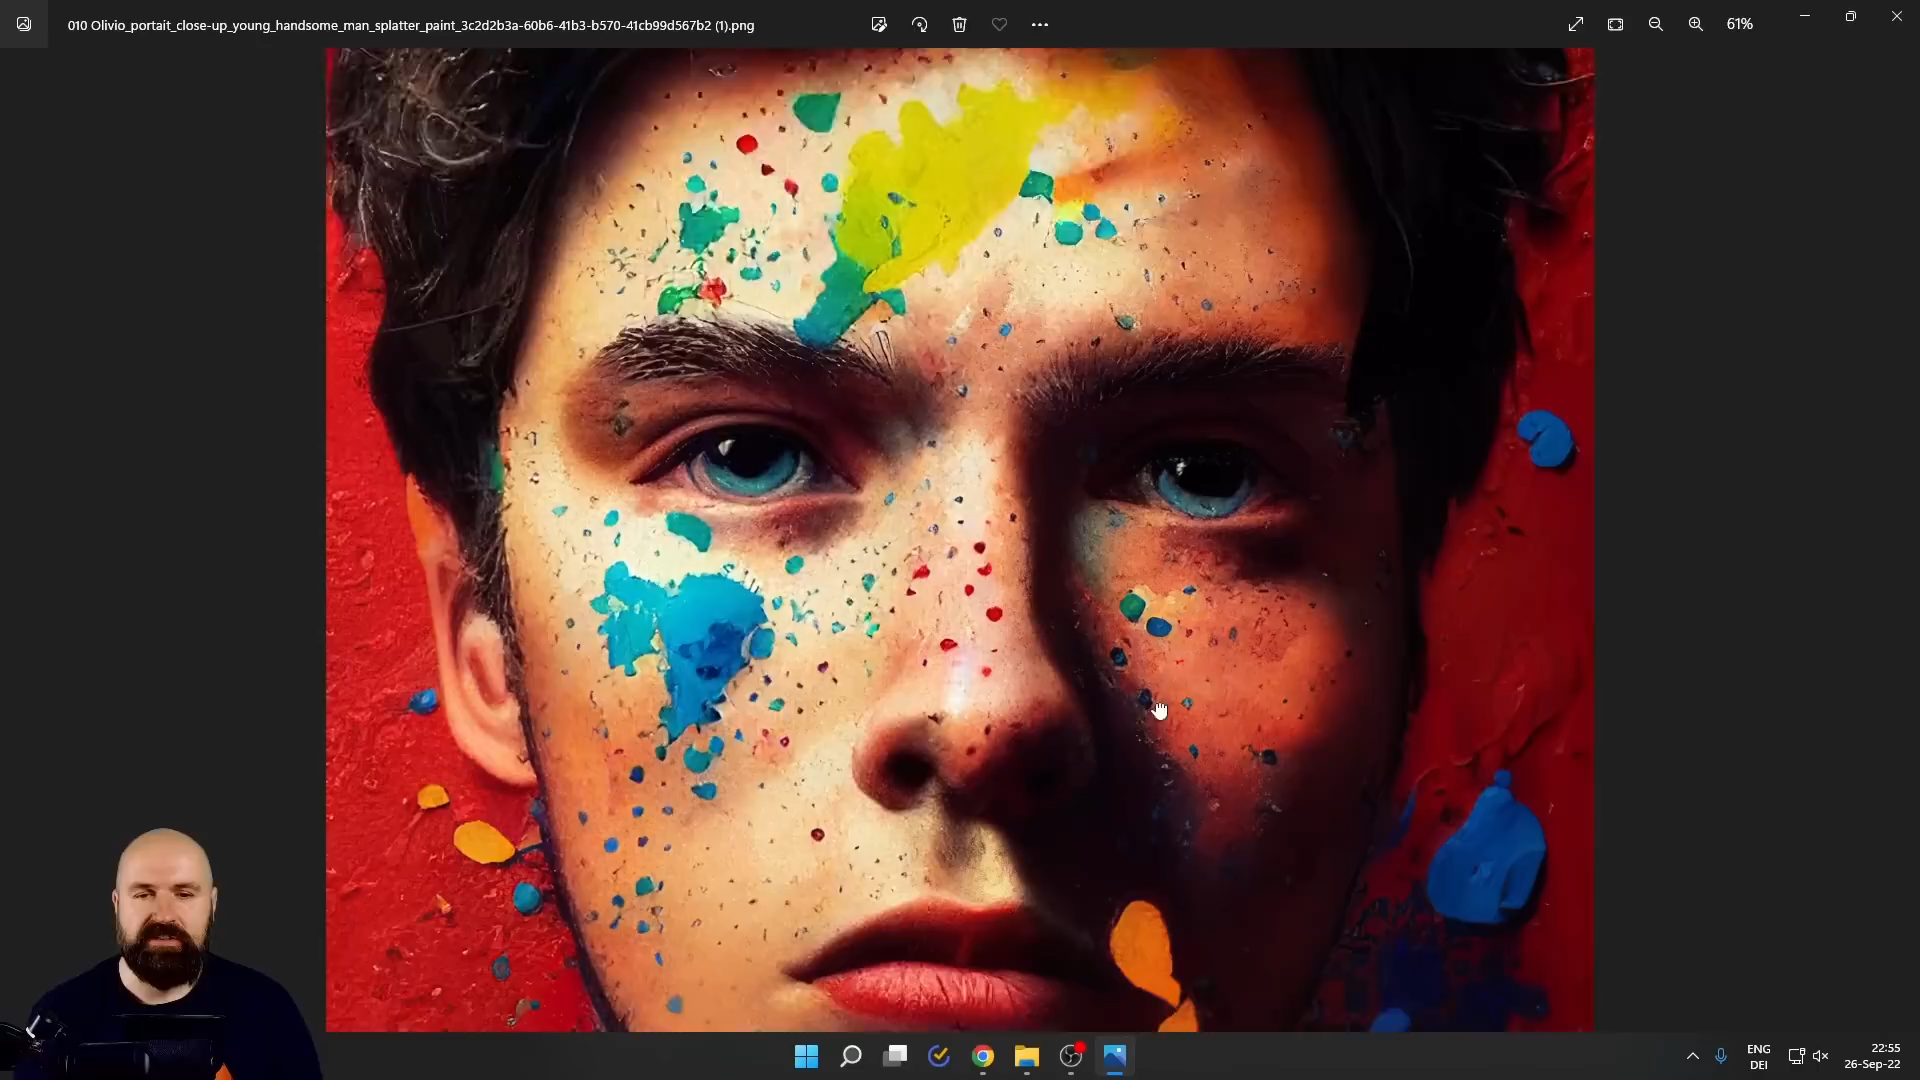 010 Olivio_portait_close-up_young_handsome_man_splatter_paint_3c2d2b3a-60b6-41b3-b570-41cb99d567b2 (1).png
61%
ENG
DEI
22:55
26-Sep-22